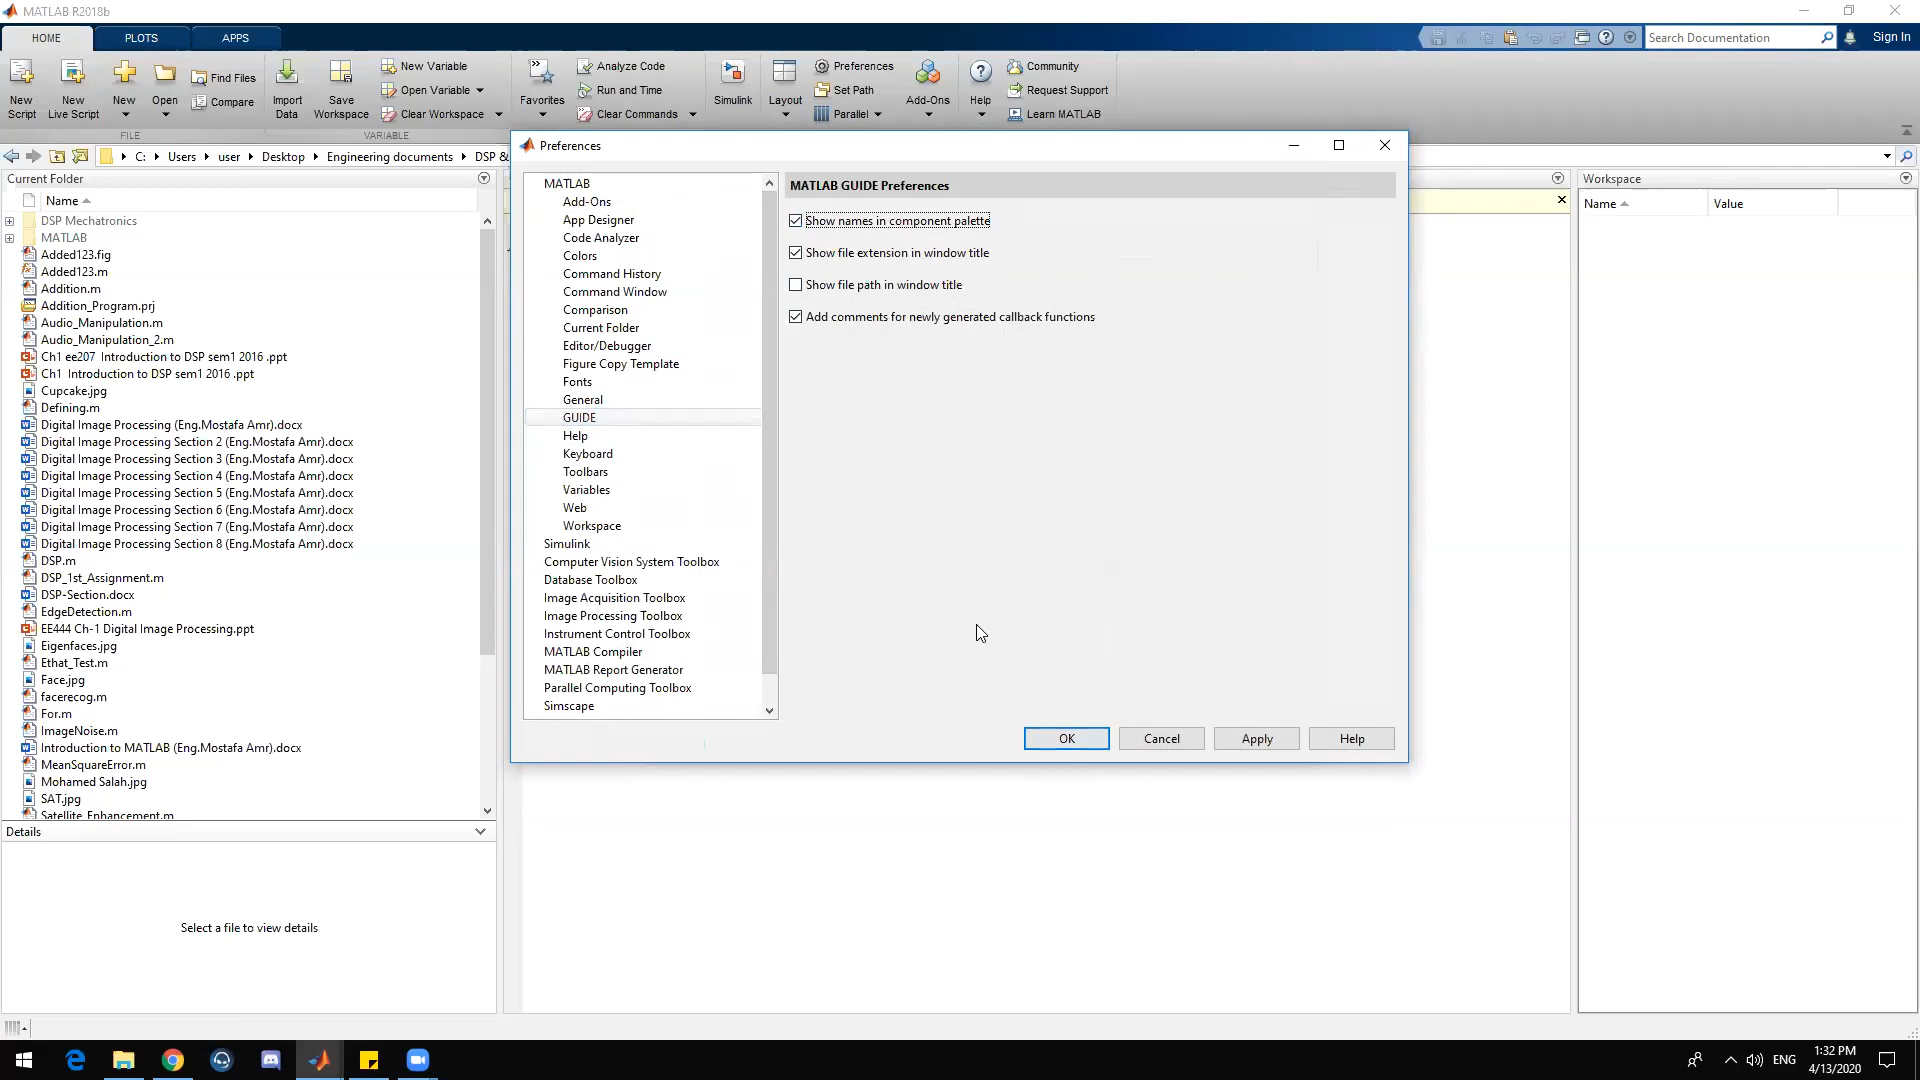 MATLAB R2018b
HOME
PLOTS
APPS
Search Documentation
Sign In
New Script
New Live Script
New
Open
Find Files
Compare
Import Data
Save Workspace
New Variable
Open Variable
Clear Workspace
Favorites
Analyze Code
Run and Time
Clear Commands
Simulink
Layout
Preferences
Set Path
Parallel
Add-Ons
Help
Community
Request Support
Learn MATLAB
FILE
VARIABLE
C:
Users
user
Desktop
Engineering documents
DSP &
Current Folder
Name
DSP Mechatronics
MATLAB
Added123.fig
Added123.m
Addition.m
Addition_Program.prj
Audio_Manipulation.m
Audio_Manipulation_2.m
Ch1 ee207 Introduction to DSP sem1 2016 .ppt
Ch1 Introduction to DSP sem1 2016 .ppt
Cupcake.jpg
Defining.m
Digital Image Processing (Eng.Mostafa Amr).docx
Digital Image Processing Section 2 (Eng.Mostafa Amr).docx
Digital Image Processing Section 3 (Eng.Mostafa Amr).docx
Digital Image Processing Section 4 (Eng.Mostafa Amr).docx
Digital Image Processing Section 5 (Eng.Mostafa Amr).docx
Digital Image Processing Section 6 (Eng.Mostafa Amr).docx
Digital Image Processing Section 7 (Eng.Mostafa Amr).docx
Digital Image Processing Section 8 (Eng.Mostafa Amr).docx
DSP.m
DSP_1st_Assignment.m
DSP-Section.docx
EdgeDetection.m
EE444 Ch-1 Digital Image Processing.ppt
Eigenfaces.jpg
Ethat_Test.m
Face.jpg
facerecog.m
For.m
ImageNoise.m
Introduction to MATLAB (Eng.Mostafa Amr).docx
MeanSquareError.m
Mohamed Salah.jpg
SAT.jpg
Satellite_Enhancement.m
Details
Select a file to view details
Preferences
MATLAB
Add-Ons
App Designer
Code Analyzer
Colors
Command History
Command Window
Comparison
Current Folder
Editor/Debugger
Figure Copy Template
Fonts
General
GUIDE
Help
Keyboard
Toolbars
Variables
Web
Workspace
Simulink
Computer Vision System Toolbox
Database Toolbox
Image Acquisition Toolbox
Image Processing Toolbox
Instrument Control Toolbox
MATLAB Compiler
MATLAB Report Generator
Parallel Computing Toolbox
Simscape
MATLAB GUIDE Preferences
Show names in component palette
Show file extension in window title
Show file path in window title
Add comments for newly generated callback functions
OK
Cancel
Apply
Help
Workspace
Name
Value
ENG
1:32 PM
4/13/2020